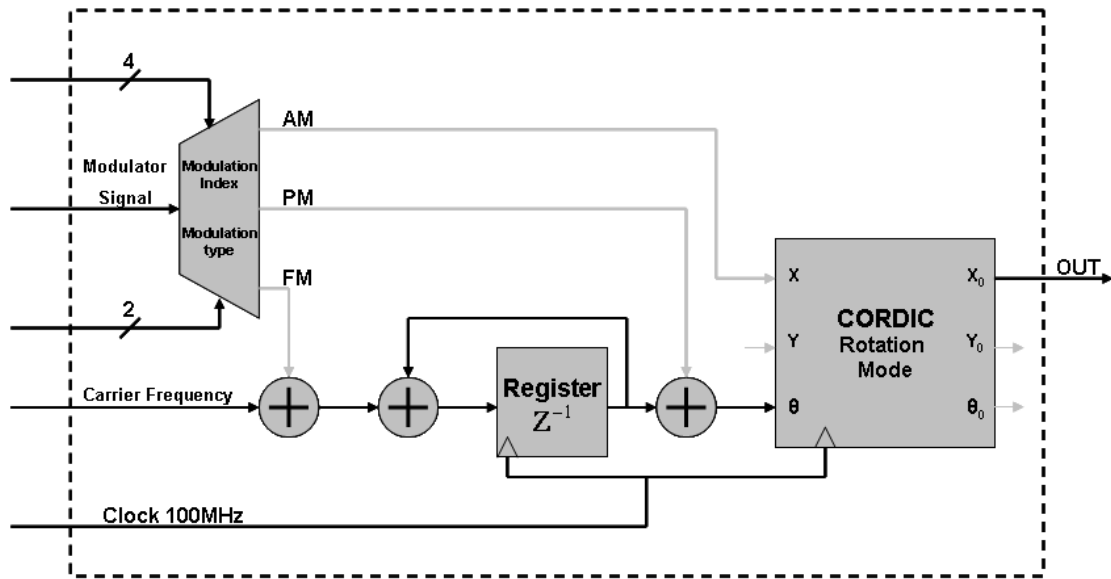 4
AM
Modulator
Signal
Modulation
Index
PM
Modulation
type
FM
2
X
X₀
OUT
CORDIC
Rotation
Mode
Y
Y₀
Carrier Frequency
Register
Z⁻¹
θ
θ₀
Clock 100MHz